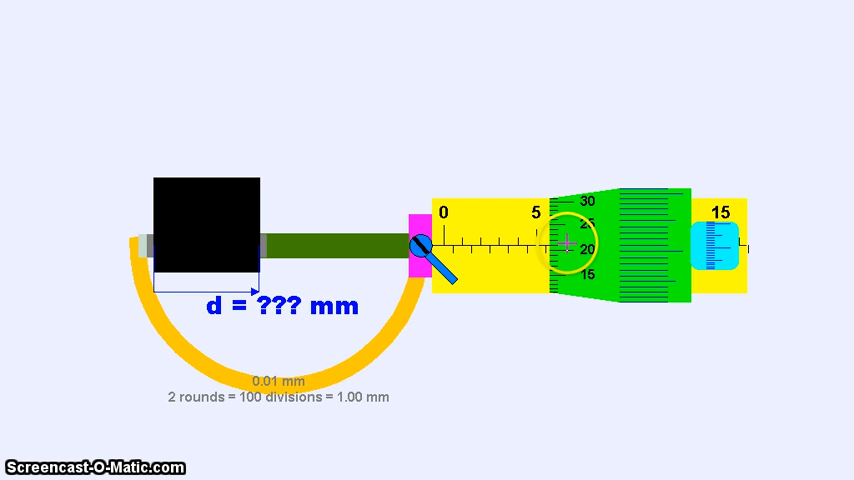 0 5 15
30
25
20
15
d = ??? mm
0.01 mm
2 rounds = 100 divisions = 1.00 mm
Screencast-O-Matic.com